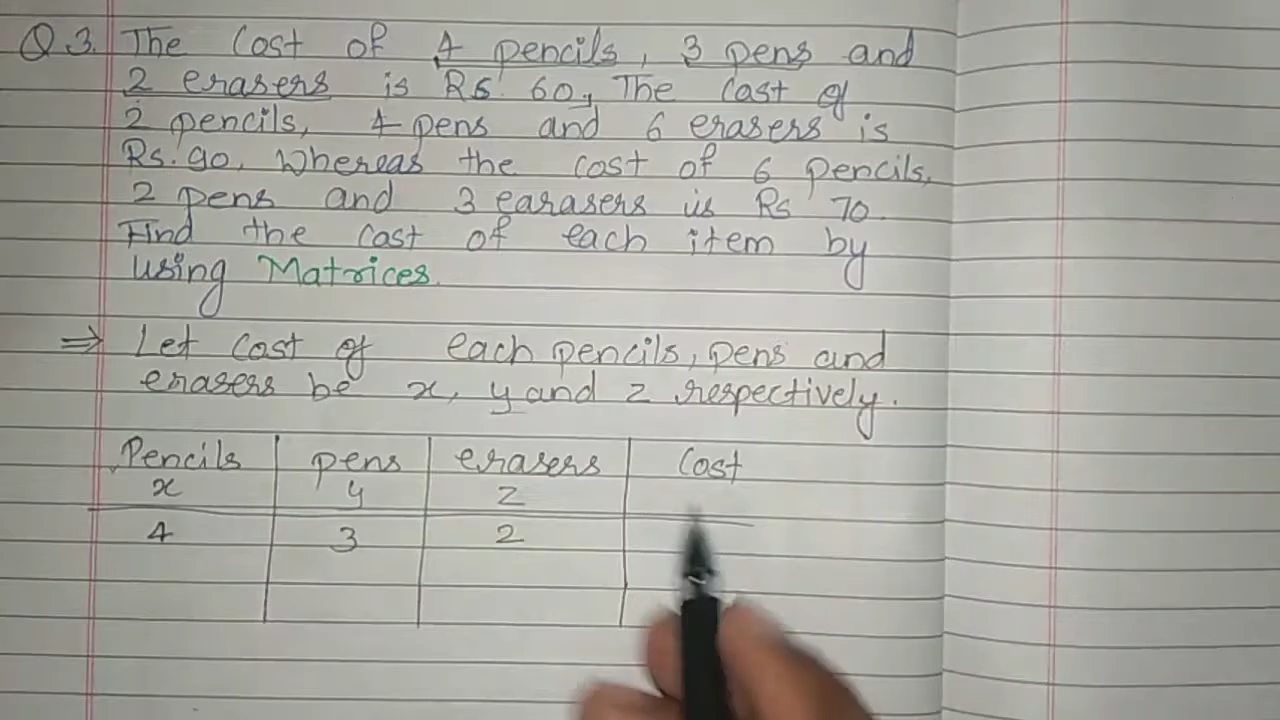 Q 3. The Cost of 4 pencils, 3 pens and
2 erasers is Rs. 60, The Cost of
2 pencils, 4 pens and 6 erasers is
Rs. 90, Whereas the cost of 6 pencils,
2 pens and 3 earasers is Rs 70.
Find the cost of each item by
using Matrices.
⇒ Let Cost of each pencils, pens and
erasers be x, y and z respectively.
Pencils pens erasers Cost
x y z
4 3 2